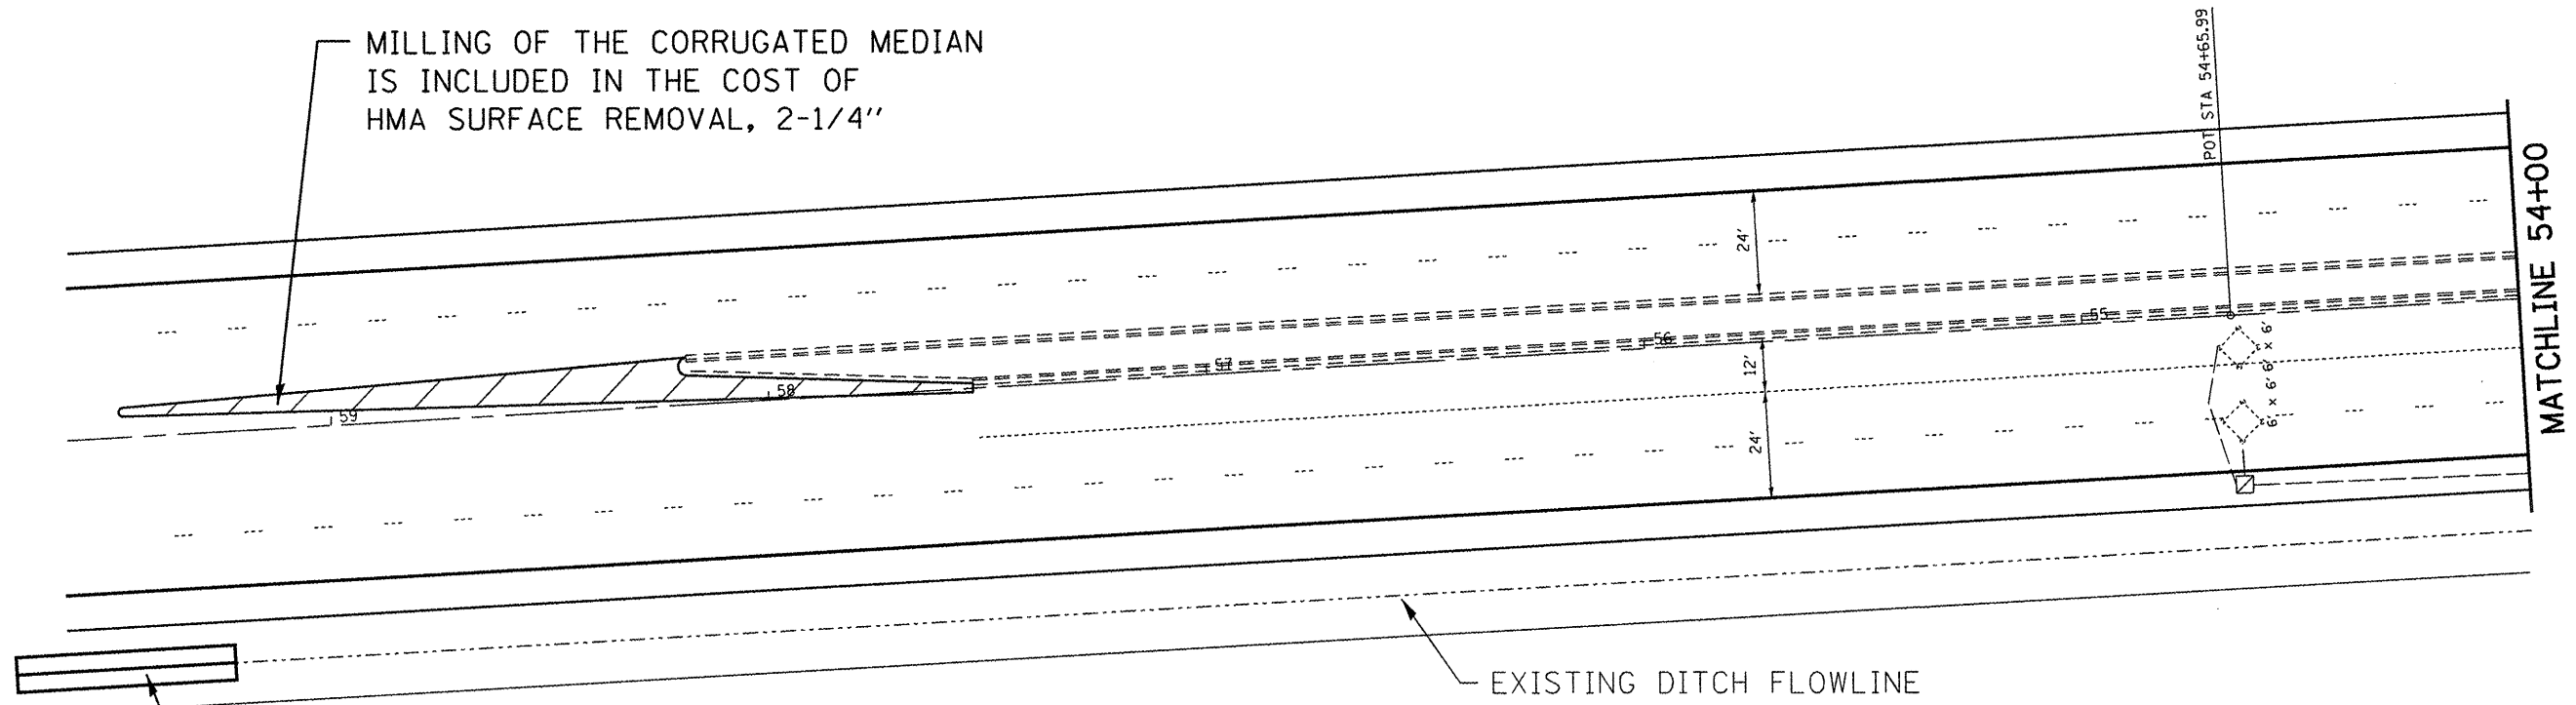 MILLING OF THE CORRUGATED MEDIAN
IS INCLUDED IN THE COST OF
HMA SURFACE REMOVAL, 2-1/4"
POT STA 54+65.99
MATCHLINE 54+00
24'
12'
24'
59
58
57
56
55
6' x 6'
6' x 6'
EXISTING DITCH FLOWLINE